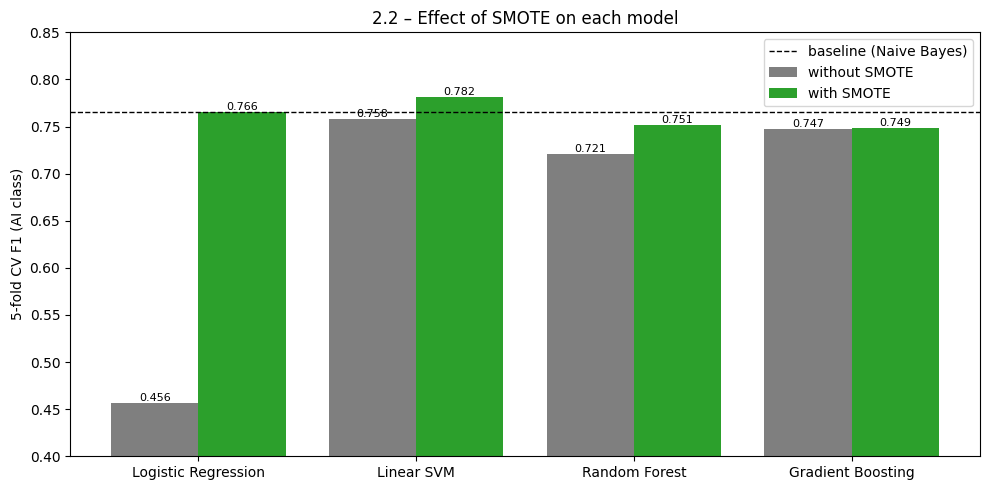 2.2 – Effect of SMOTE on each model
5-fold CV F1 (AI class)
0.85
0.80
0.75
0.70
0.65
0.60
0.55
0.50
0.45
0.40
baseline (Naive Bayes)
without SMOTE
with SMOTE
0.456
0.766
0.758
0.782
0.721
0.751
0.747
0.749
Logistic Regression
Linear SVM
Random Forest
Gradient Boosting